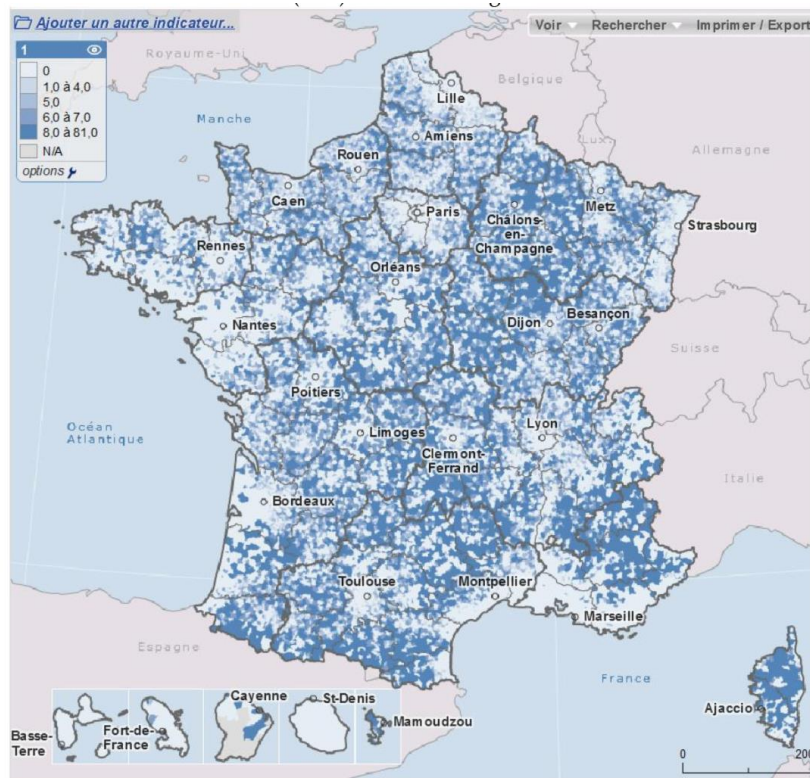 Ajouter un autre indicateur...
Voir Rechercher Imprimer / Export
1
0
1,0 à 4,0
5,0
6,0 à 7,0
8,0 à 81,0
N/A
options
Royaume-Uni
Belgique
Lille
Manche
Amiens
Lux.
Allemagne
Rouen
Caen
Paris
Metz
Châlons-
en-
Champagne
Strasbourg
Rennes
Orléans
Nantes
Dijon
Besançon
Suisse
Poitiers
Océan
Atlantique
Limoges
Lyon
Clermont-
Ferrand
Italie
Bordeaux
Toulouse
Montpellier
Marseille
Espagne
France
Cayenne
St-Denis
Ajaccio
Basse-
Terre
Fort-de-
France
Mamoudzou
0 200